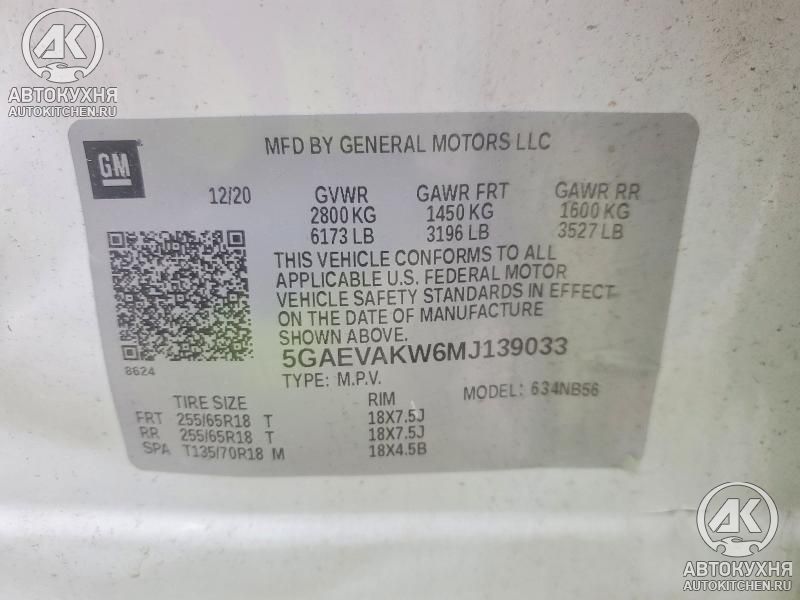 AK
АВТОКУХНЯ
AUTOKITCHEN.RU
GM
MFD BY GENERAL MOTORS LLC
12/20 GVWR GAWR FRT GAWR RR
2800 KG 1450 KG 1600 KG
6173 LB 3196 LB 3527 LB
THIS VEHICLE CONFORMS TO ALL
APPLICABLE U.S. FEDERAL MOTOR
VEHICLE SAFETY STANDARDS IN EFFECT
ON THE DATE OF MANUFACTURE
SHOWN ABOVE.
8624
5GAEVAKW6MJ139033
TYPE: M.P.V. MODEL: 634NB56
TIRE SIZE RIM
FRT 255/65R18 T 18X7.5J
RR 255/65R18 T 18X7.5J
SPA T135/70R18 M 18X4.5B
AK
АВТОКУХНЯ
AUTOKITCHEN.RU